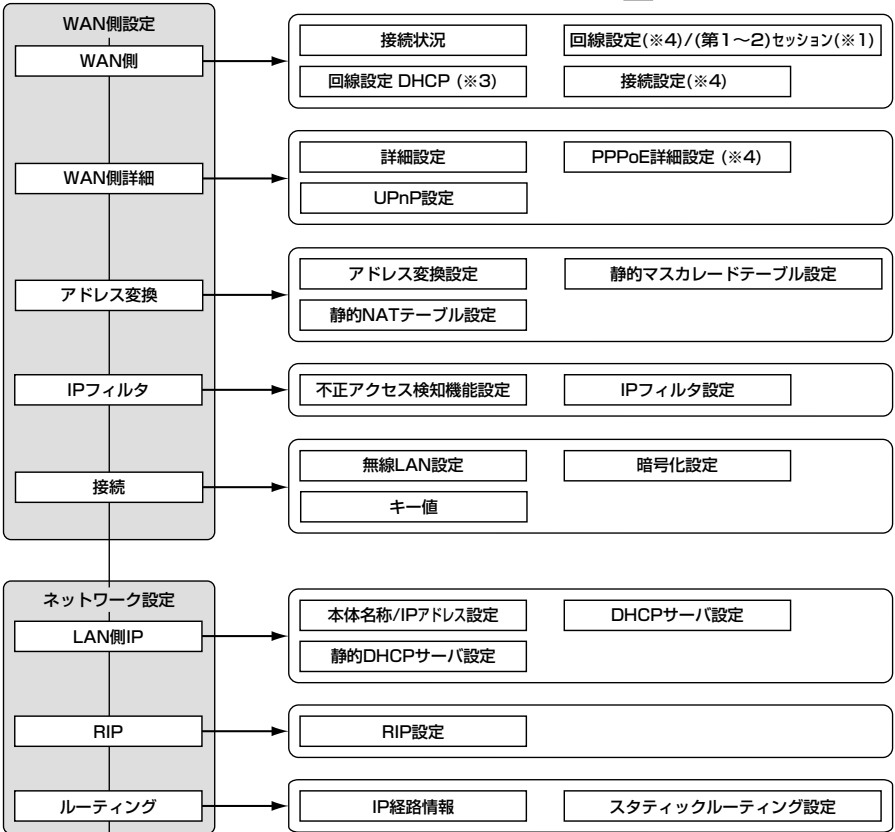 WAN側設定
WAN側
接続状況
回線設定(※4)/(第1〜2)セッション(※1)
回線設定 DHCP (※3)
接続設定(※4)
WAN側詳細
詳細設定
PPPoE詳細設定 (※4)
UPnP設定
アドレス変換
アドレス変換設定
静的マスカレードテーブル設定
静的NATテーブル設定
IPフィルタ
不正アクセス検知機能設定
IPフィルタ設定
接続
無線LAN設定
暗号化設定
キー値
ネットワーク設定
LAN側IP
本体名称/IPアドレス設定
DHCPサーバ設定
静的DHCPサーバ設定
RIP
RIP設定
ルーティング
IP経路情報
スタティックルーティング設定